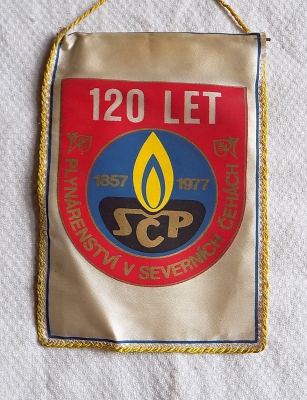 120 LET
1857 1977
SČP
PLYNÁRENSTVÍ V SEVERNÍCH ČECHÁCH